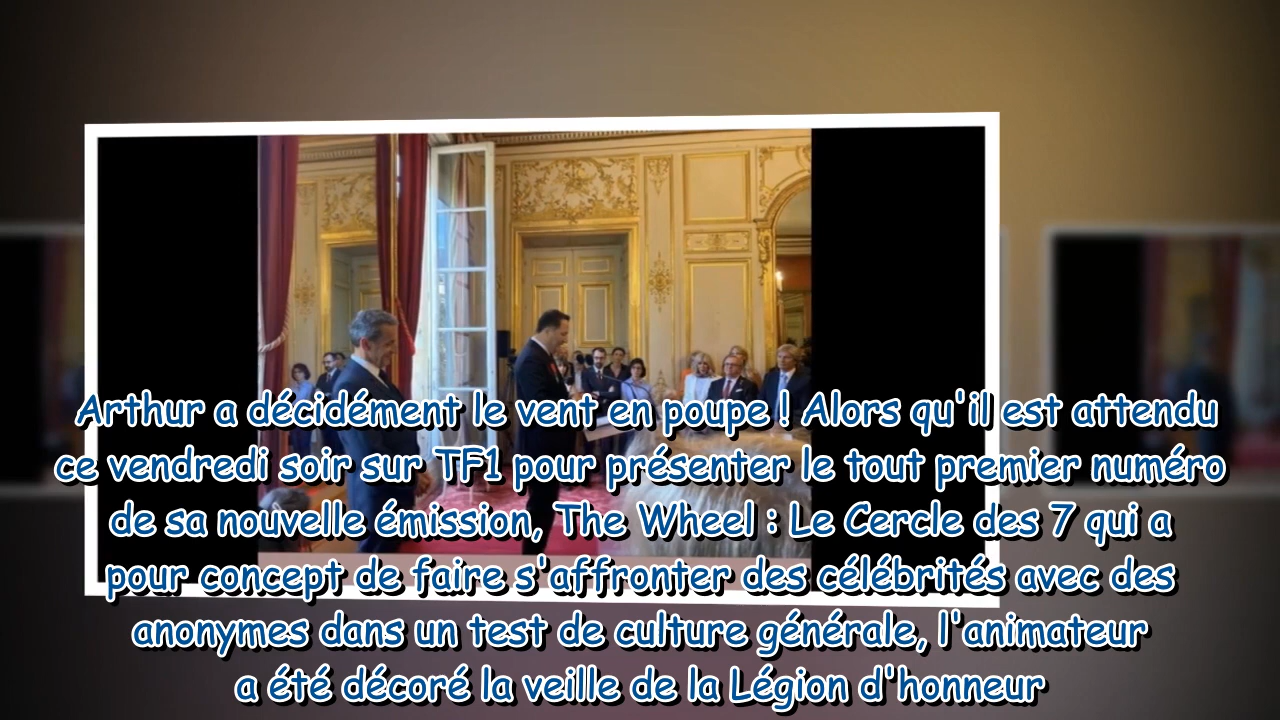 Arthur a décidément le vent en poupe ! Alors qu'il est attendu
ce vendredi soir sur TF1 pour présenter le tout premier numéro
de sa nouvelle émission, The Wheel : Le Cercle des 7 qui a
pour concept de faire s'affronter des célébrités avec des
anonymes dans un test de culture générale, l'animateur
a été décoré la veille de la Légion d'honneur